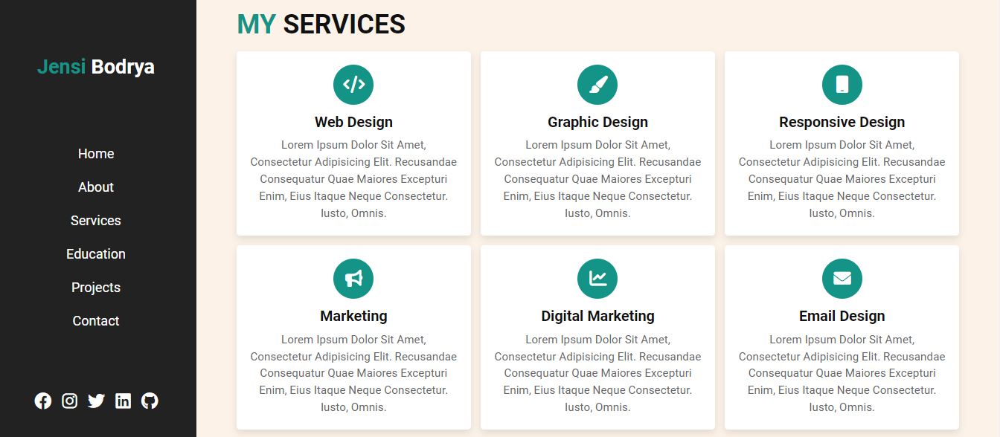 Jensi Bodrya
Home
About
Services
Education
Projects
Contact
MY SERVICES
Web Design
Lorem Ipsum Dolor Sit Amet,
Consectetur Adipisicing Elit. Recusandae
Consequatur Quae Maiores Excepturi
Enim, Eius Itaque Neque Consectetur.
Iusto, Omnis.
Graphic Design
Lorem Ipsum Dolor Sit Amet,
Consectetur Adipisicing Elit. Recusandae
Consequatur Quae Maiores Excepturi
Enim, Eius Itaque Neque Consectetur.
Iusto, Omnis.
Responsive Design
Lorem Ipsum Dolor Sit Amet,
Consectetur Adipisicing Elit. Recusandae
Consequatur Quae Maiores Excepturi
Enim, Eius Itaque Neque Consectetur.
Iusto, Omnis.
Marketing
Lorem Ipsum Dolor Sit Amet,
Consectetur Adipisicing Elit. Recusandae
Consequatur Quae Maiores Excepturi
Enim, Eius Itaque Neque Consectetur.
Iusto, Omnis.
Digital Marketing
Lorem Ipsum Dolor Sit Amet,
Consectetur Adipisicing Elit. Recusandae
Consequatur Quae Maiores Excepturi
Enim, Eius Itaque Neque Consectetur.
Iusto, Omnis.
Email Design
Lorem Ipsum Dolor Sit Amet,
Consectetur Adipisicing Elit. Recusandae
Consequatur Quae Maiores Excepturi
Enim, Eius Itaque Neque Consectetur.
Iusto, Omnis.